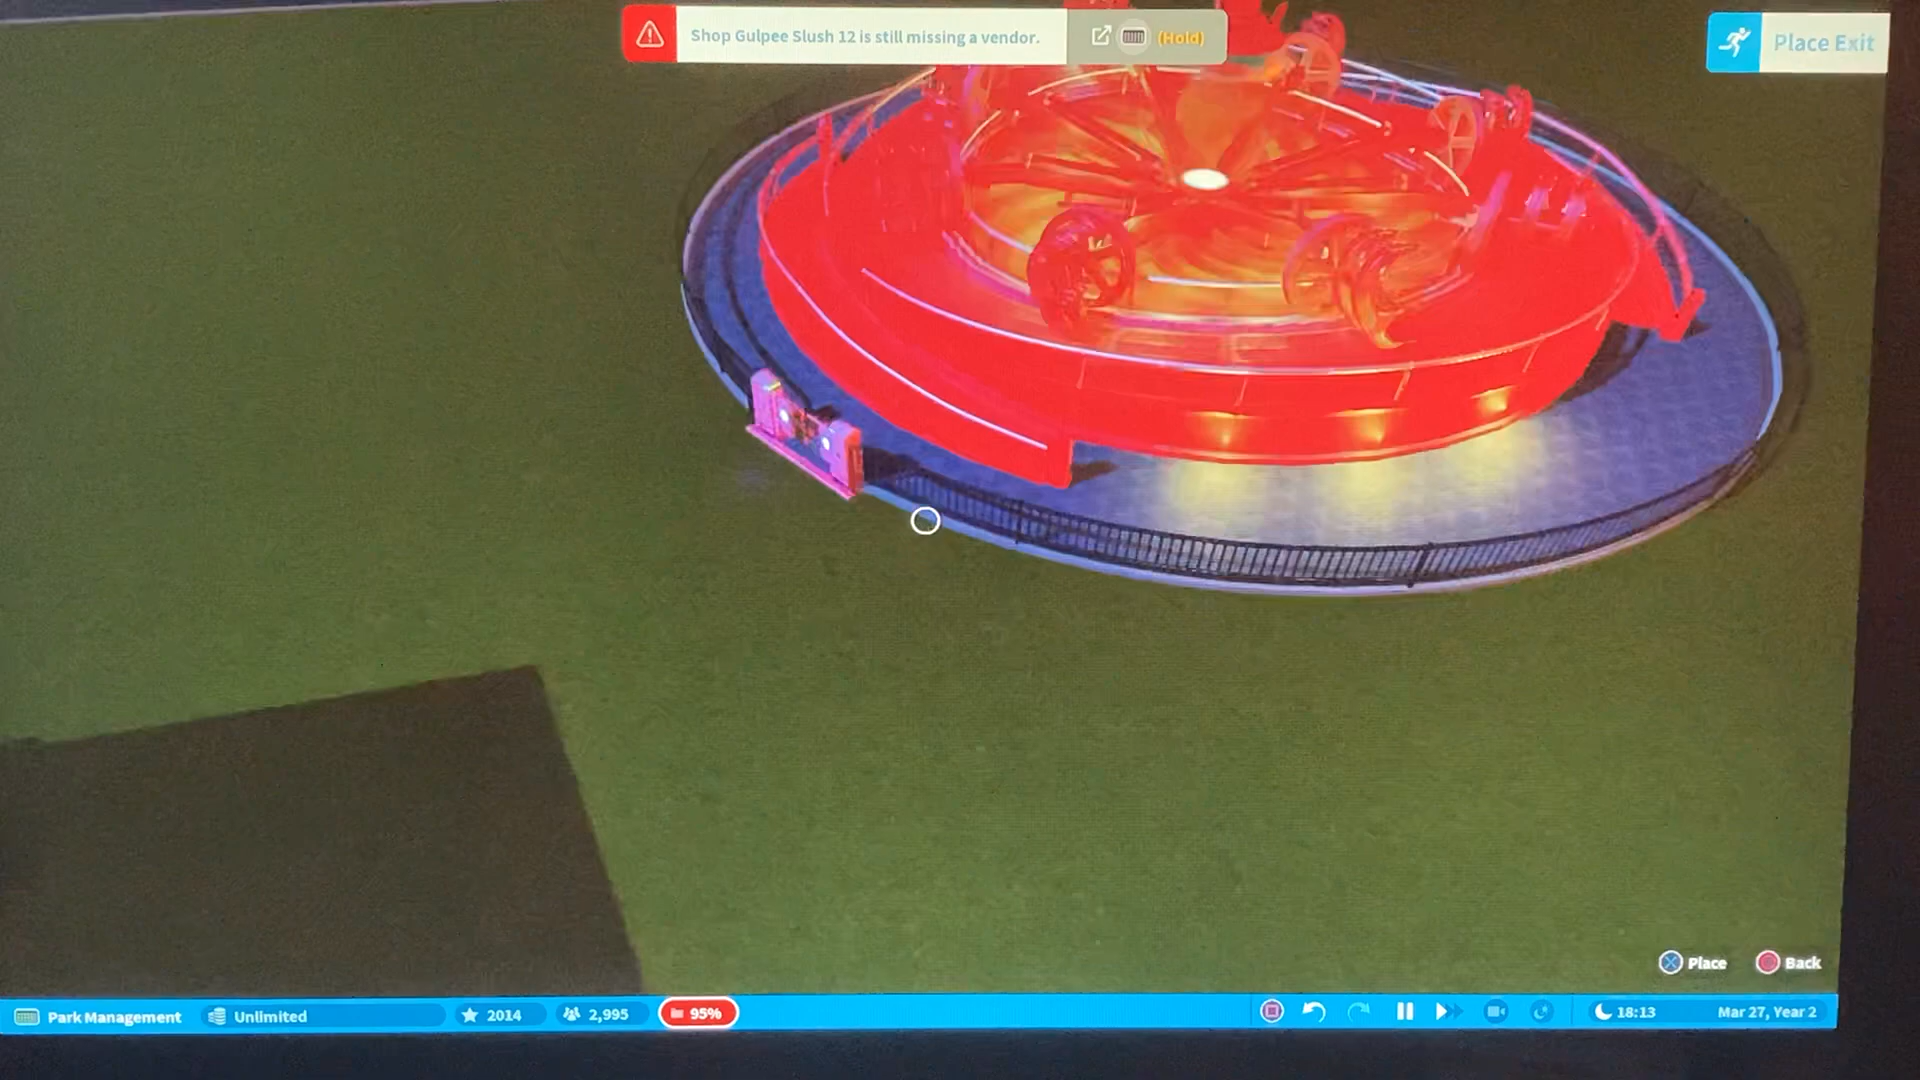 Shop Gulpee Slush 12 is still missing a vendor.
(Hold)
Place Exit
Place
Back
Park Management
Unlimited
2014
2,995
95%
18:13
Mar 27, Year 2